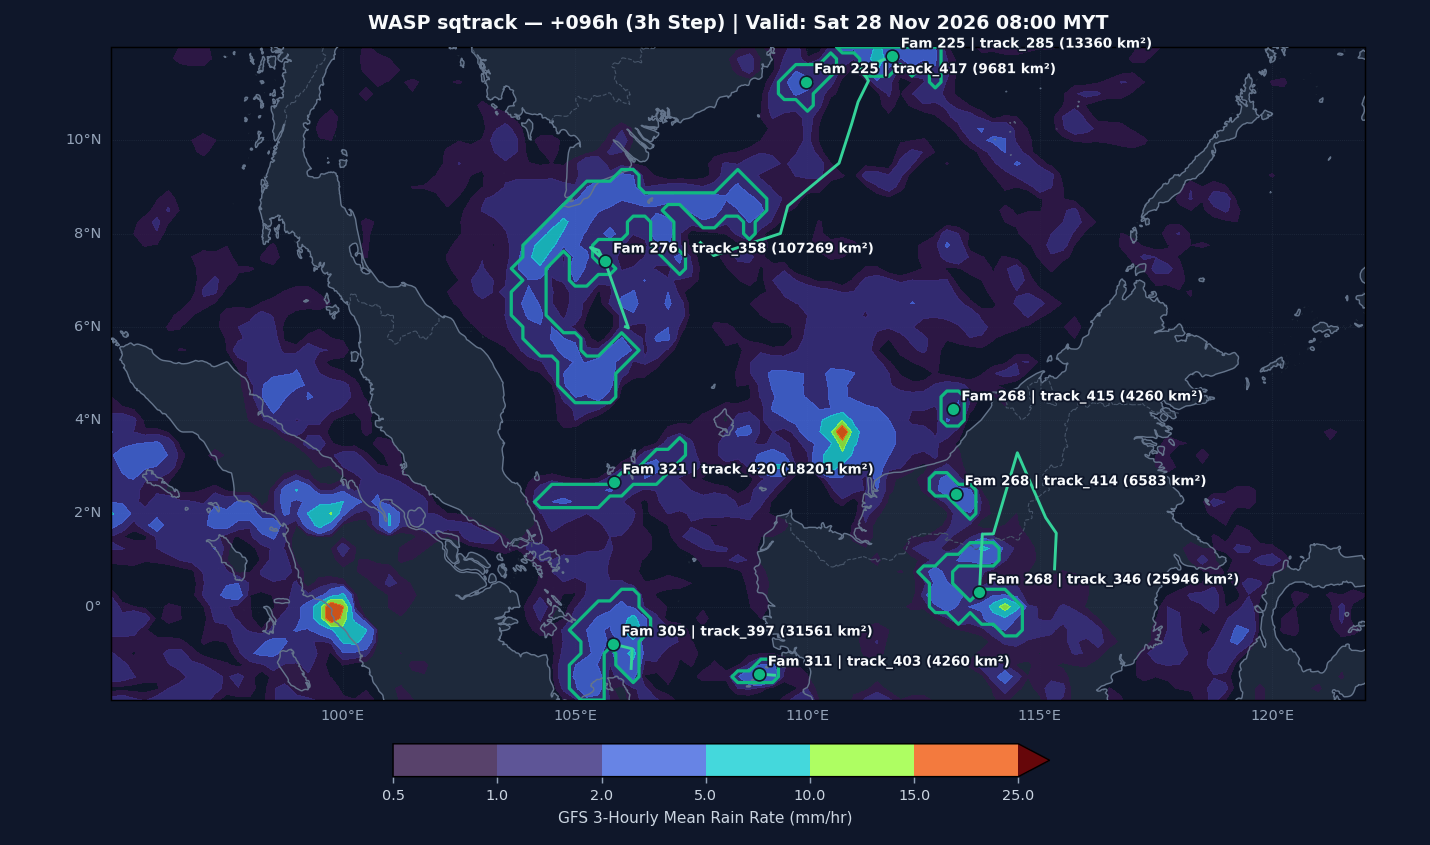 WASP sqtrack — +096h (3h Step) | Valid: Sat 28 Nov 2026 08:00 MYT
Fam 225 | track_285 (13360 km²)
Fam 225 | track_417 (9681 km²)
10°N
8°N
Fam 276 | track_358 (107269 km²)
6°N
4°N
Fam 268 | track_415 (4260 km²)
Fam 321 | track_420 (18201 km²)
Fam 268 | track_414 (6583 km²)
2°N
Fam 268 | track_346 (25946 km²)
0°
Fam 305 | track_397 (31561 km²)
Fam 311 | track_403 (4260 km²)
100°E 105°E 110°E 115°E 120°E
0.5 1.0 2.0 5.0 10.0 15.0 25.0
GFS 3-Hourly Mean Rain Rate (mm/hr)